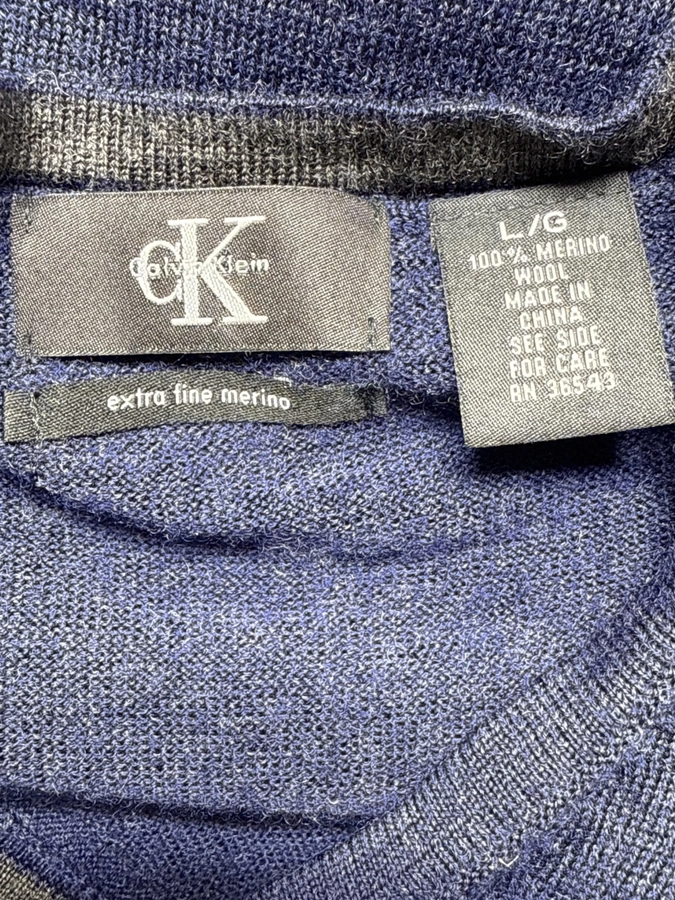 CK
Calvin Klein
extra fine merino
L/G
100% MERINO
WOOL
MADE IN
CHINA
SEE SIDE
FOR CARE
RN 36543